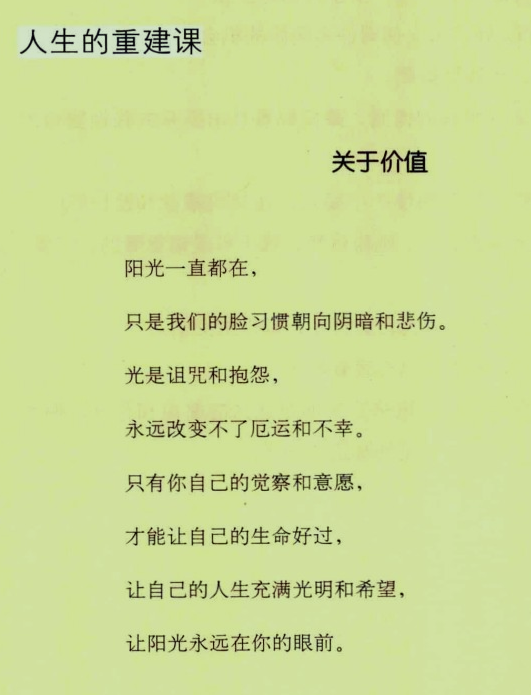 人生的重建课
关于价值
阳光一直都在，
只是我们的脸习惯朝向阴暗和悲伤。
光是诅咒和抱怨，
永远改变不了厄运和不幸。
只有你自己的觉察和意愿，
才能让自己的生命好过，
让自己的人生充满光明和希望，
让阳光永远在你的眼前。